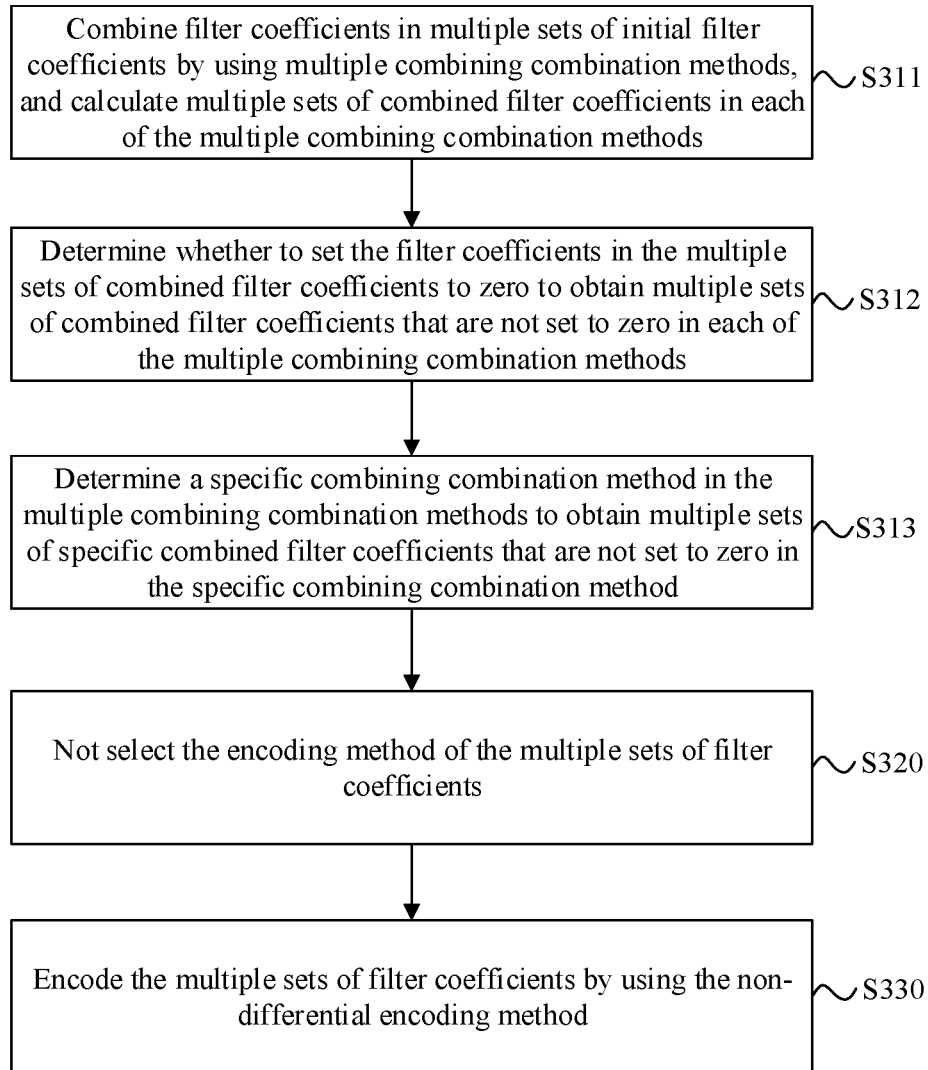 Combine filter coefficients in multiple sets of initial filter
coefficients by using multiple combining combination methods,
and calculate multiple sets of combined filter coefficients in each
of the multiple combining combination methods
S311
Determine whether to set the filter coefficients in the multiple
sets of combined filter coefficients to zero to obtain multiple sets
of combined filter coefficients that are not set to zero in each of
the multiple combining combination methods
S312
Determine a specific combining combination method in the
multiple combining combination methods to obtain multiple sets
of specific combined filter coefficients that are not set to zero in
the specific combining combination method
S313
Not select the encoding method of the multiple sets of filter
coefficients
S320
Encode the multiple sets of filter coefficients by using the non-
differential encoding method
S330